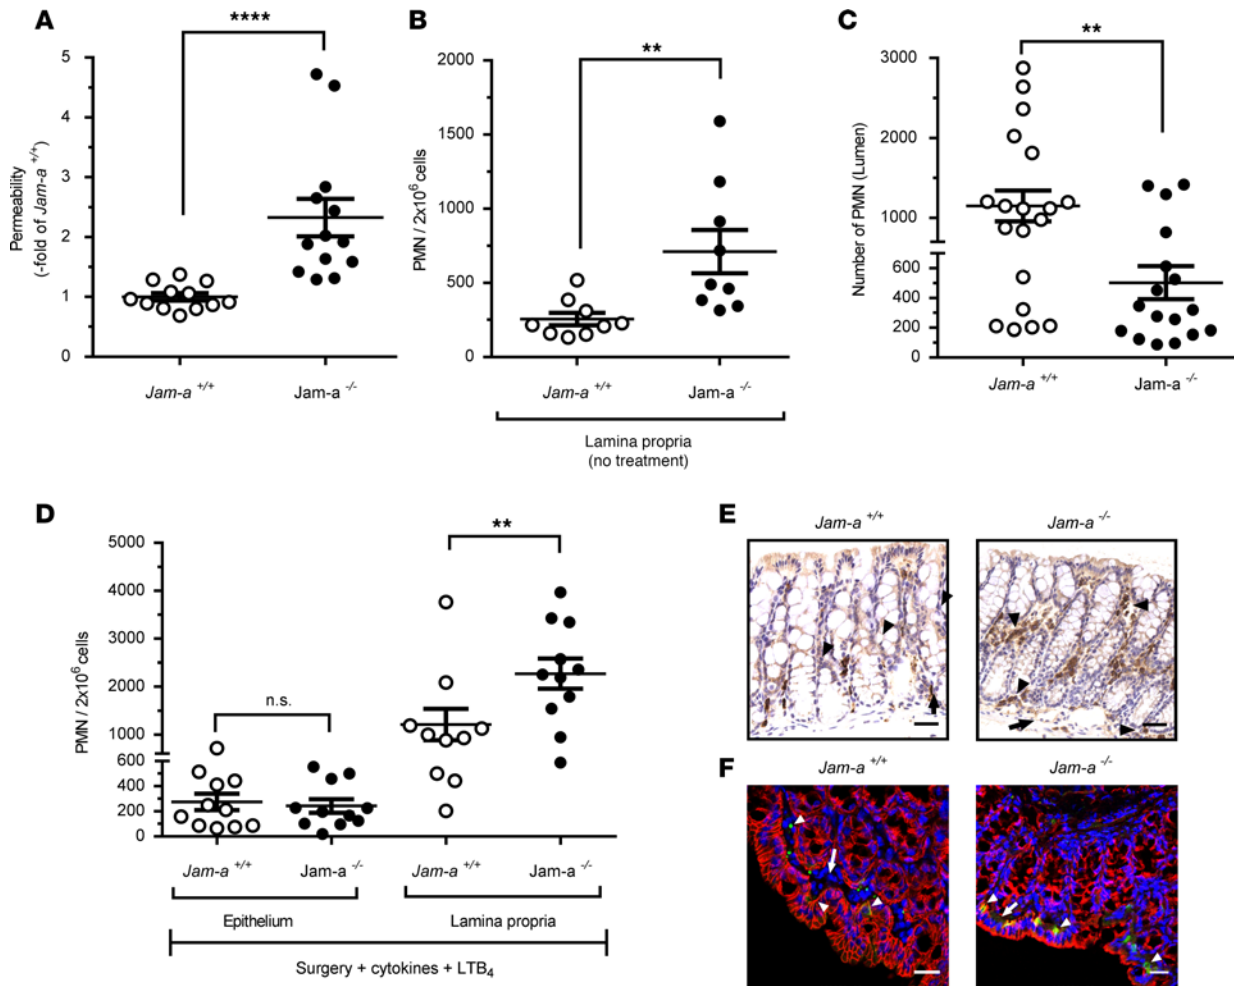 A
****
5
4
3
2
1
0
Permeability
(-fold of Jam-a +/+)
Jam-a +/+
Jam-a -/-
B
**
2000
1500
1000
500
0
PMN / 2x10⁶ cells
Jam-a +/+
Jam-a -/-
Lamina propria
(no treatment)
C
**
3000
2000
1000
600
400
200
0
Number of PMN (Lumen)
Jam-a +/+
Jam-a -/-
D
**
n.s.
5000
4000
3000
2000
1000
600
400
200
0
PMN / 2x10⁶ cells
Jam-a +/+
Jam-a -/-
Jam-a +/+
Jam-a -/-
Epithelium
Lamina propria
Surgery + cytokines + LTB₄
E
Jam-a +/+
Jam-a -/-
F
Jam-a +/+
Jam-a -/-